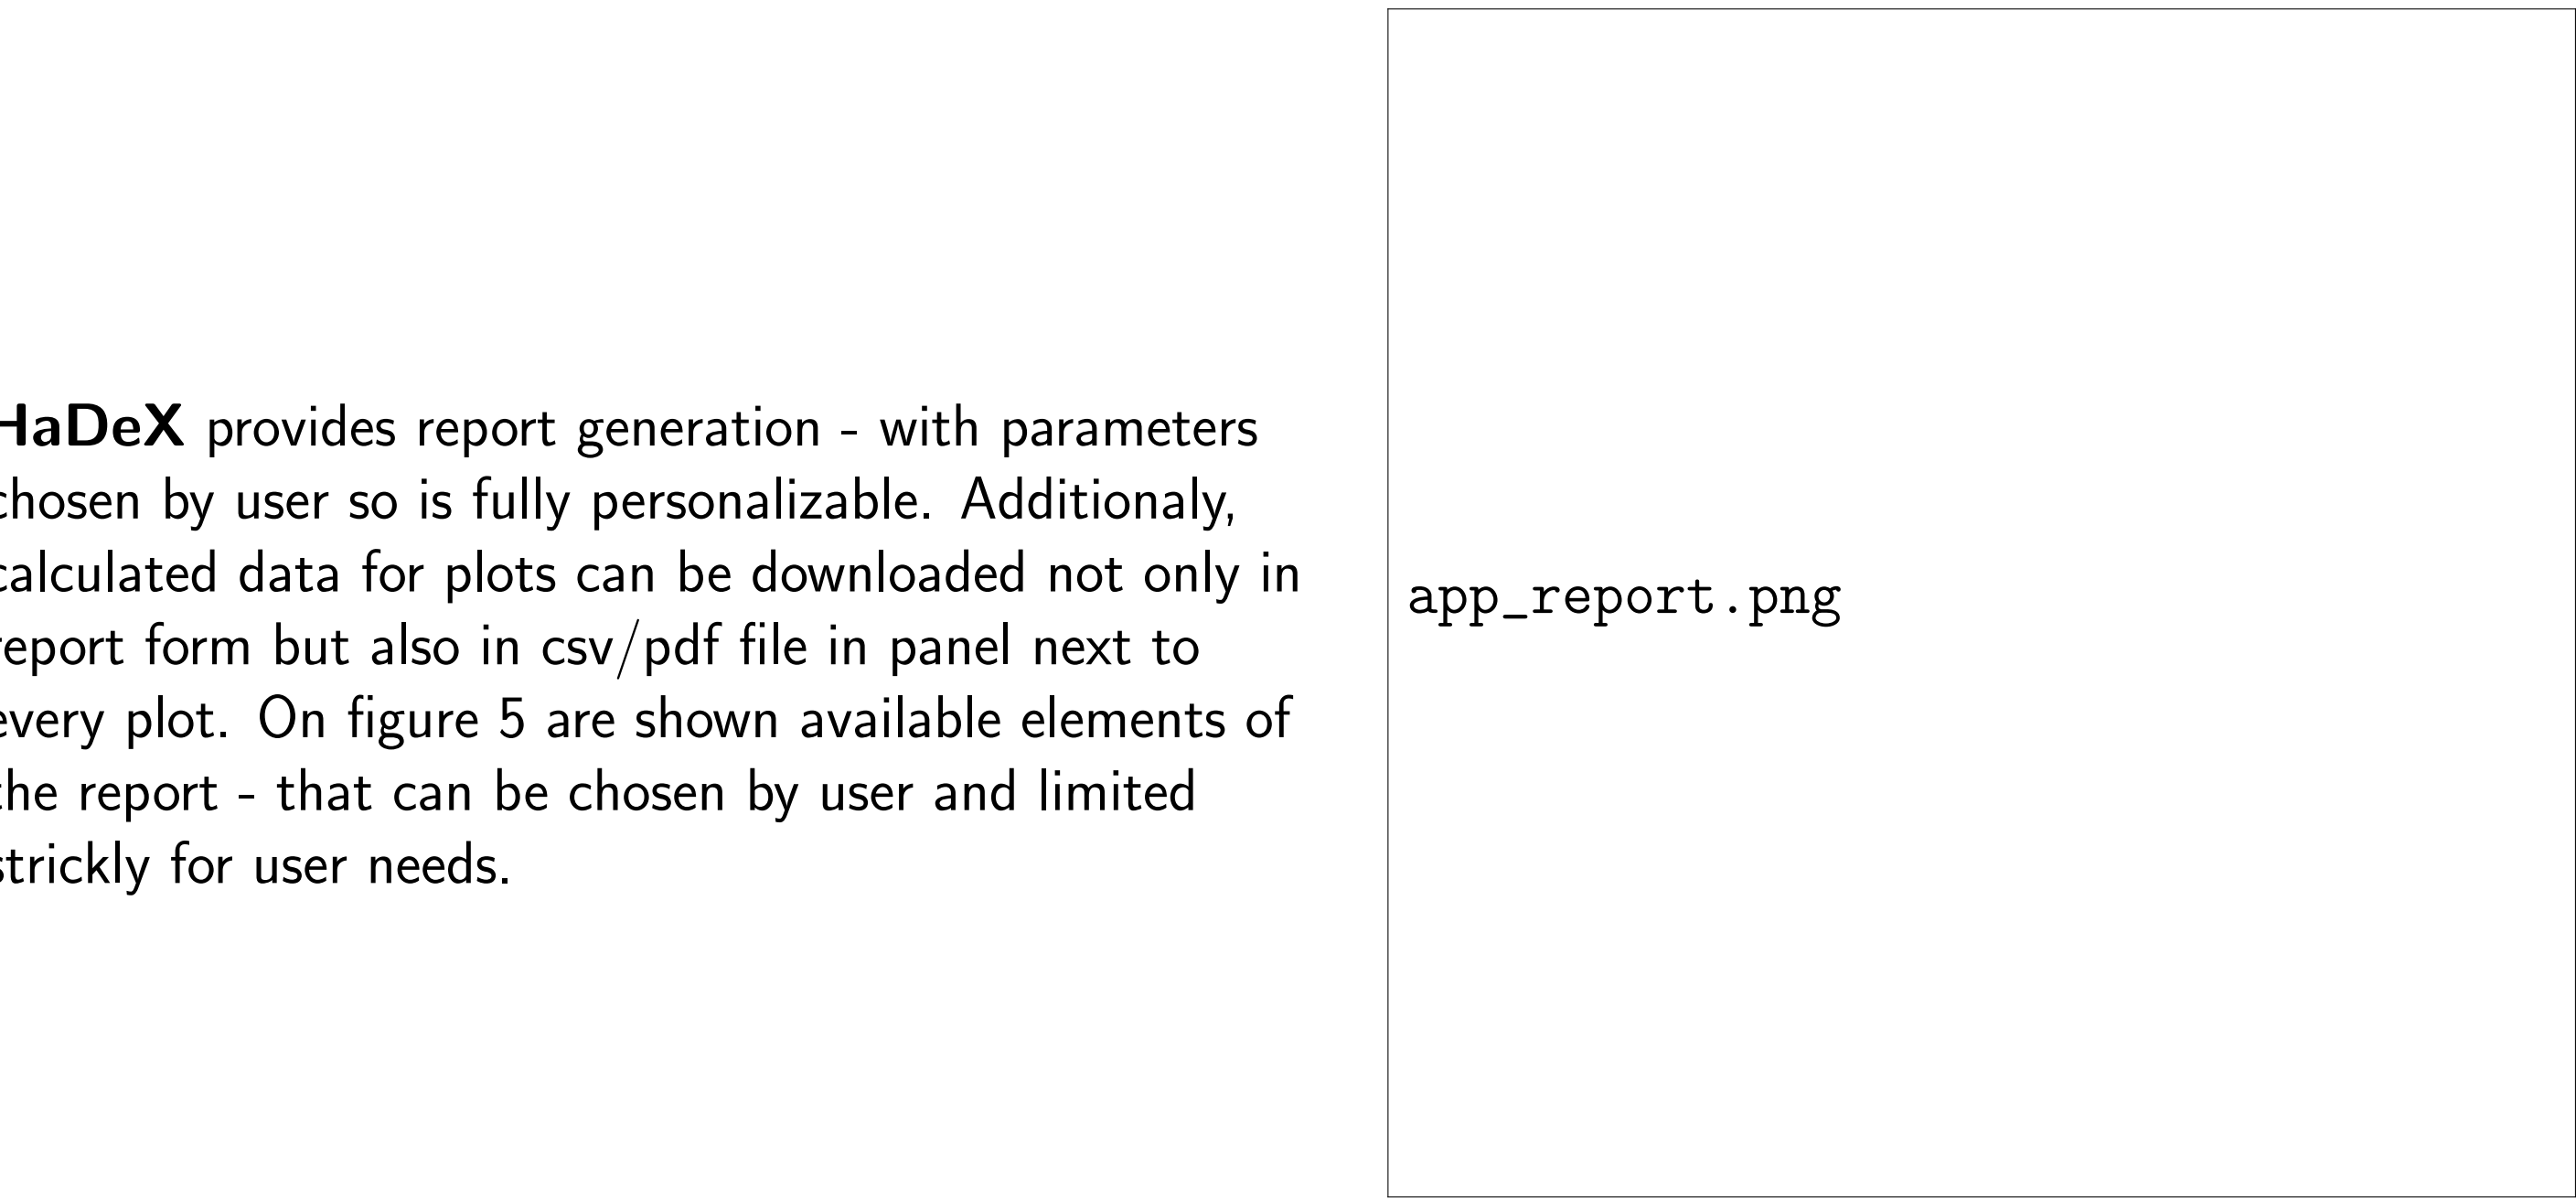 HaDeX provides report generation - with parameters
chosen by user so is fully personalizable. Additionaly,
calculated data for plots can be downloaded not only in
report form but also in csv/pdf file in panel next to
every plot. On figure 5 are shown available elements of
the report - that can be chosen by user and limited
strickly for user needs.
app_report.png